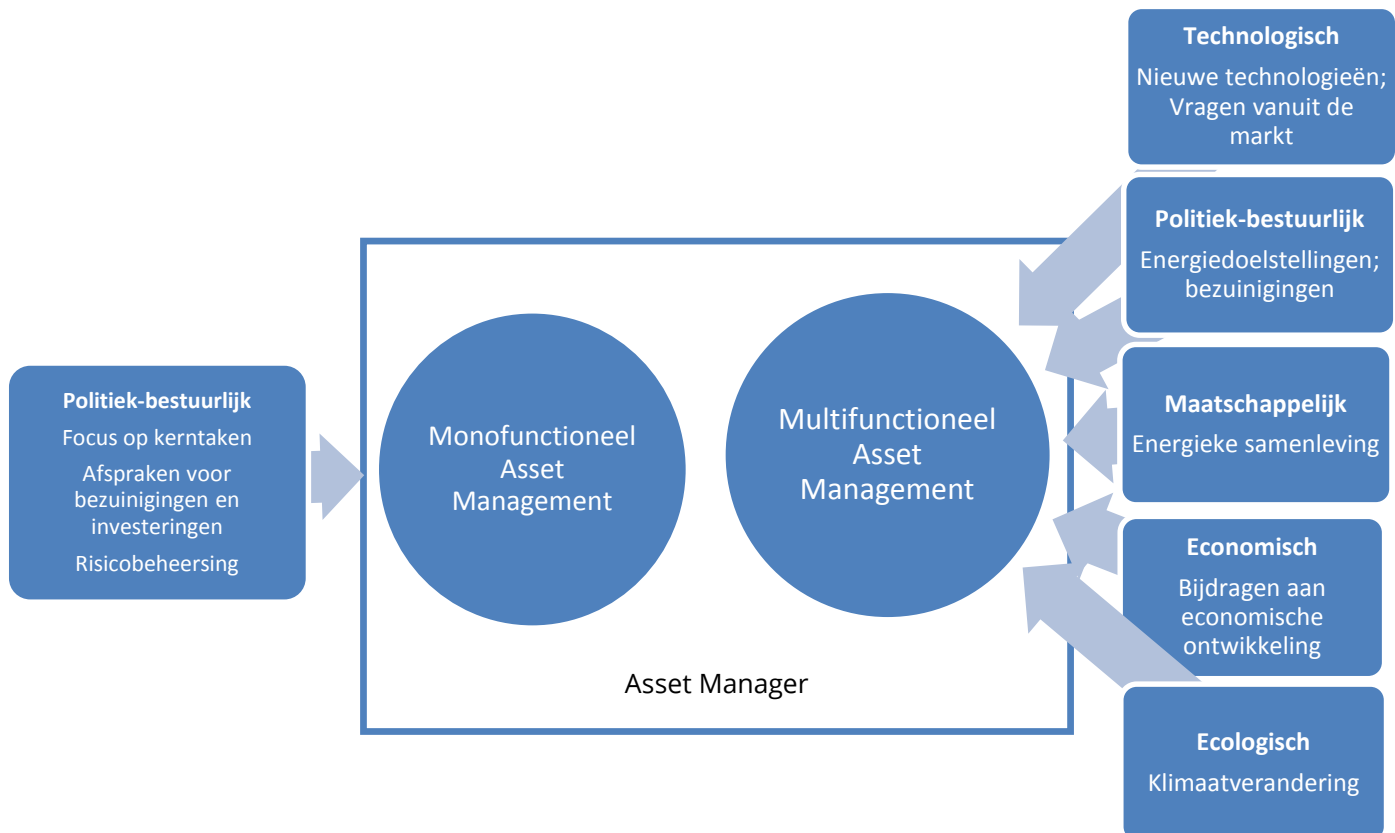 Politiek-bestuurlijk
Focus op kerntaken
Afspraken voor
bezuinigingen en
investeringen
Risicobeheersing
Monofunctioneel
Asset
Management
Multifunctioneel
Asset
Management
Asset Manager
Technologisch
Nieuwe technologieën;
Vragen vanuit de
markt
Politiek-bestuurlijk
Energiedoelstellingen;
bezuinigingen
Maatschappelijk
Energieke samenleving
Economisch
Bijdragen aan
economische
ontwikkeling
Ecologisch
Klimaatverandering